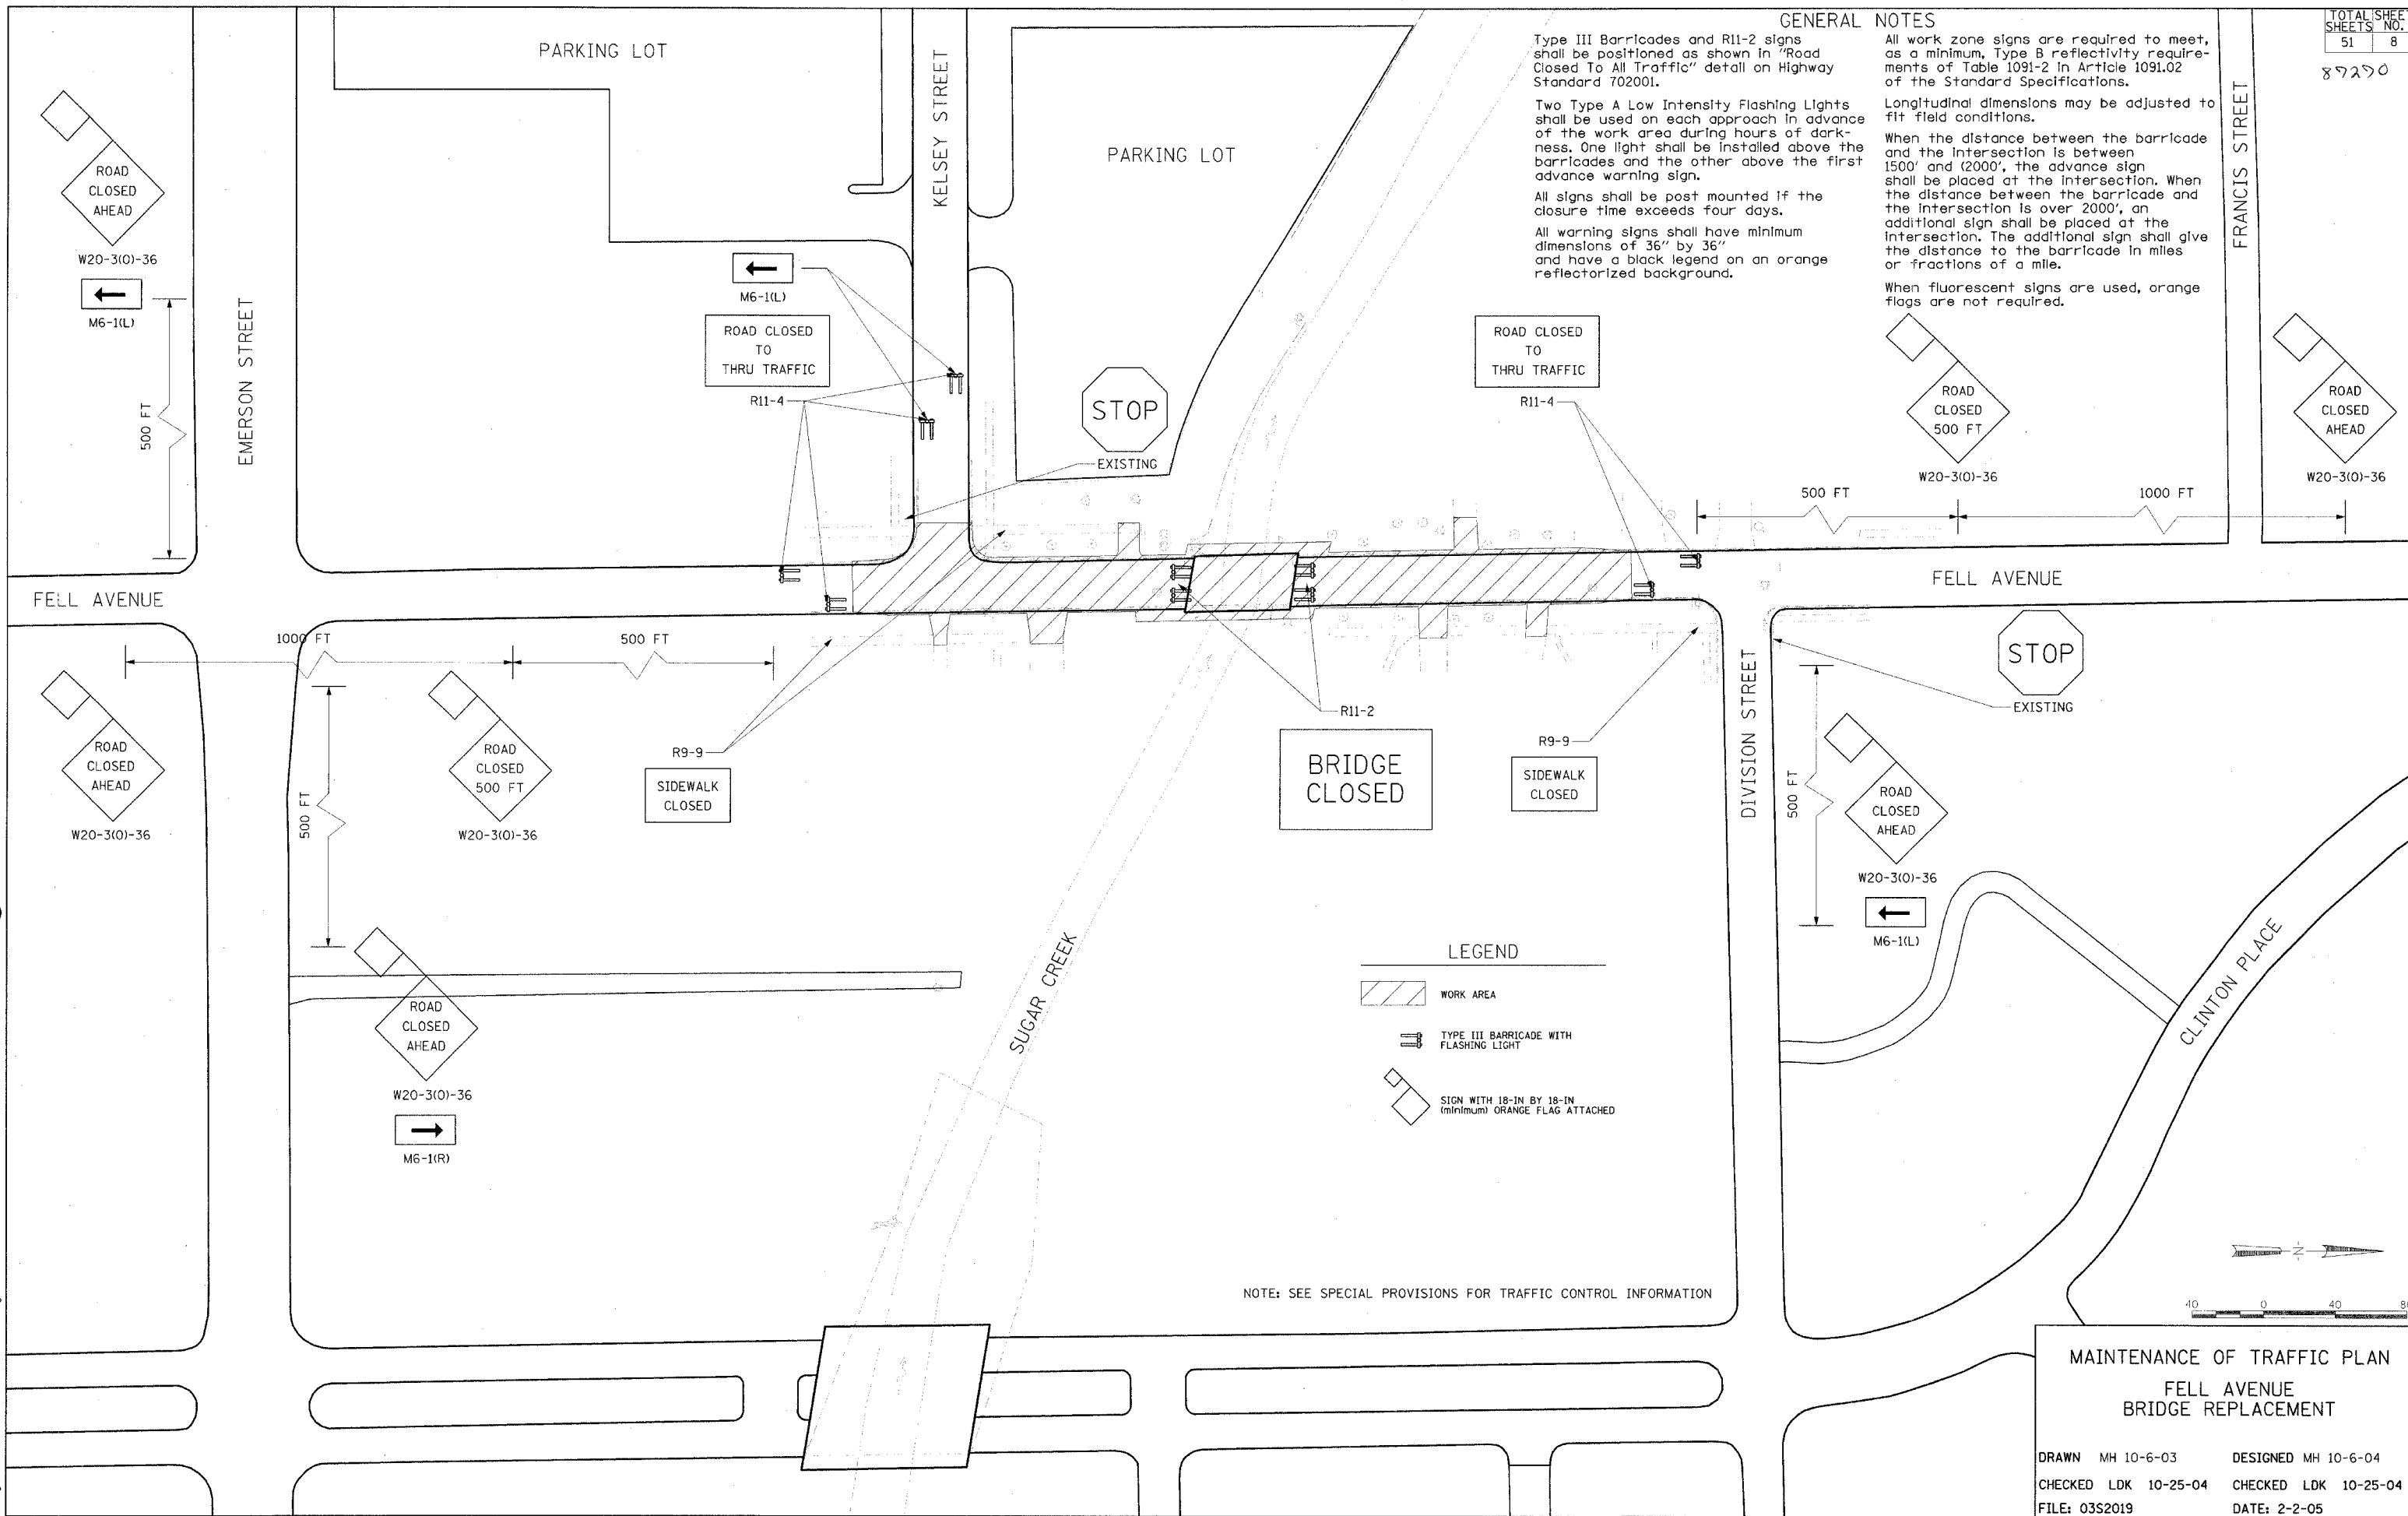 TOTAL SHEETS
SHEET NO.
51
8
87290
GENERAL NOTES
Type III Barricades and R11-2 signs
shall be positioned as shown in "Road
Closed To All Traffic" detail on Highway
Standard 702001.
Two Type A Low Intensity Flashing Lights
shall be used on each approach in advance
of the work area during hours of dark-
ness. One light shall be installed above the
barricades and the other above the first
advance warning sign.
All signs shall be post mounted if the
closure time exceeds four days.
All warning signs shall have minimum
dimensions of 36" by 36"
and have a black legend on an orange
reflectorized background.
All work zone signs are required to meet,
as a minimum, Type B reflectivity require-
ments of Table 1091-2 in Article 1091.02
of the Standard Specifications.
Longitudinal dimensions may be adjusted to
fit field conditions.
When the distance between the barricade
and the intersection is between
1500' and (2000', the advance sign
shall be placed at the intersection. When
the distance between the barricade and
the intersection is over 2000', an
additional sign shall be placed at the
intersection. The additional sign shall give
the distance to the barricade in miles
or fractions of a mile.
When fluorescent signs are used, orange
flags are not required.
PARKING LOT
KELSEY STREET
PARKING LOT
FRANCIS STREET
ROAD
CLOSED
AHEAD
W20-3(O)-36
M6-1(L)
500 FT
EMERSON STREET
M6-1(L)
ROAD CLOSED
TO
THRU TRAFFIC
R11-4
STOP
EXISTING
ROAD CLOSED
TO
THRU TRAFFIC
R11-4
ROAD
CLOSED
500 FT
W20-3(O)-36
ROAD
CLOSED
AHEAD
W20-3(O)-36
500 FT
1000 FT
FELL AVENUE
FELL AVENUE
1000 FT
500 FT
ROAD
CLOSED
AHEAD
W20-3(O)-36
500 FT
ROAD
CLOSED
500 FT
W20-3(O)-36
R9-9
SIDEWALK
CLOSED
R11-2
BRIDGE
CLOSED
R9-9
SIDEWALK
CLOSED
DIVISION STREET
STOP
EXISTING
500 FT
ROAD
CLOSED
AHEAD
W20-3(O)-36
M6-1(L)
ROAD
CLOSED
AHEAD
W20-3(O)-36
M6-1(R)
SUGAR CREEK
CLINTON PLACE
LEGEND
WORK AREA
TYPE III BARRICADE WITH
FLASHING LIGHT
SIGN WITH 18-IN BY 18-IN
(minimum) ORANGE FLAG ATTACHED
NOTE: SEE SPECIAL PROVISIONS FOR TRAFFIC CONTROL INFORMATION
N
40 0 40 80
MAINTENANCE OF TRAFFIC PLAN
FELL AVENUE
BRIDGE REPLACEMENT
DRAWN MH 10-6-03
DESIGNED MH 10-6-04
CHECKED LDK 10-25-04
CHECKED LDK 10-25-04
FILE: 03S2019
DATE: 2-2-05